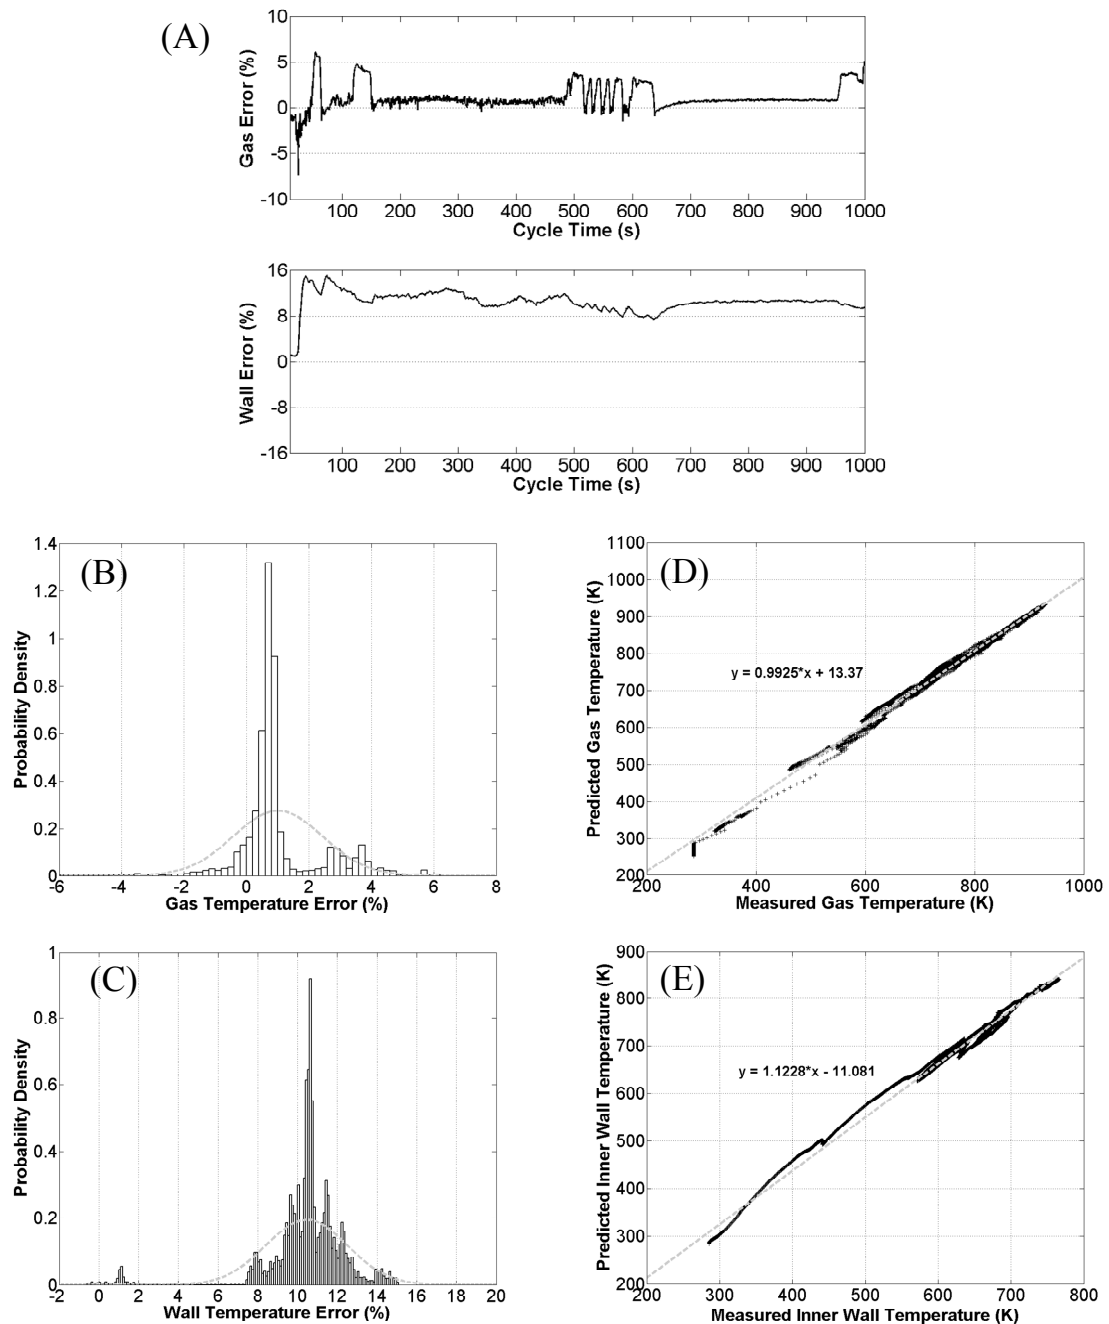 (A)
10
5
0
-5
-10
Gas Error (%)
100 200 300 400 500 600 700 800 900 1000
Cycle Time (s)
16
8
0
-8
-16
Wall Error (%)
100 200 300 400 500 600 700 800 900 1000
Cycle Time (s)
(B)
1.4
1.2
1
0.8
0.6
0.4
0.2
0
Probability Density
-6 -4 -2 0 2 4 6 8
Gas Temperature Error (%)
(D)
1100
1000
900
800
700
600
500
400
300
200
Predicted Gas Temperature (K)
y = 0.9925*x + 13.37
200 400 600 800 1000
Measured Gas Temperature (K)
(C)
1
0.8
0.6
0.4
0.2
0
Probability Density
-2 0 2 4 6 8 10 12 14 16 18 20
Wall Temperature Error (%)
(E)
900
800
700
600
500
400
300
200
Predicted Inner Wall Temperature (K)
y = 1.1228*x - 11.081
200 300 400 500 600 700 800
Measured Inner Wall Temperature (K)